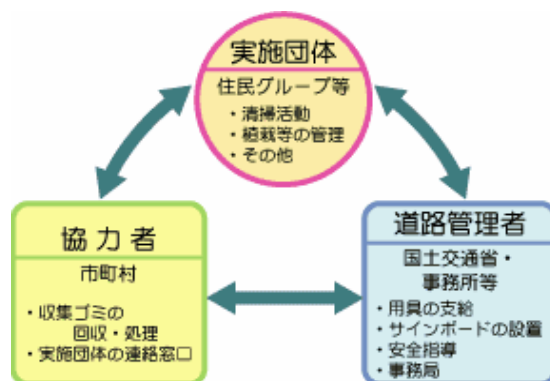 実施団体
住民グループ等
・清掃活動
・植栽等の管理
・その他
協力者
市町村
・収集ゴミの
回収・処理
・実施団体の連絡窓口
道路管理者
国土交通省・
事務所等
・用具の支給
・サインボードの設置
・安全指導
・事務局